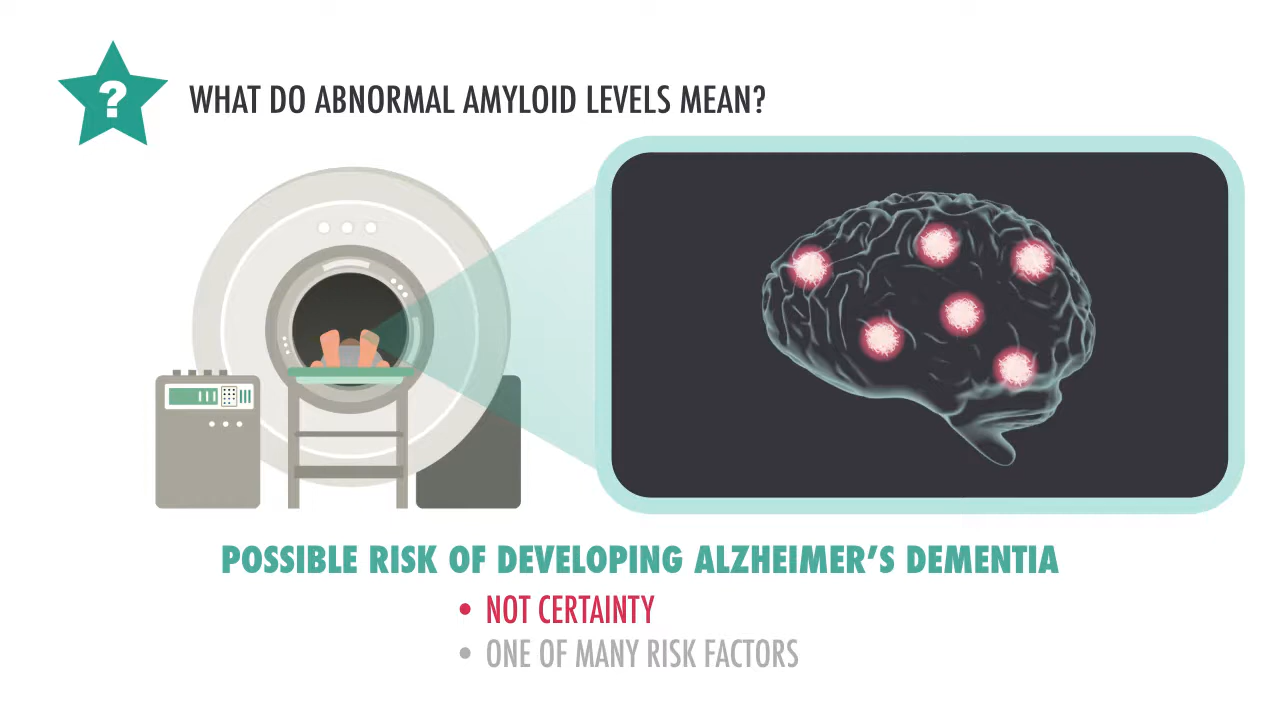 ?
WHAT DO ABNORMAL AMYLOID LEVELS MEAN?
POSSIBLE RISK OF DEVELOPING ALZHEIMER’S DEMENTIA
• NOT CERTAINTY
• ONE OF MANY RISK FACTORS